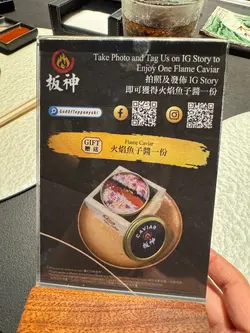 板神
Take Photo and Tag Us on IG Story to
Enjoy One Flame Caviar
拍照及發佈 IG Story
即可獲得火焰魚子醬一份
GodOfTeppanyaki
GIFT
贈送
Flame Caviar
火焰魚子醬一份
CAVIAR
板神